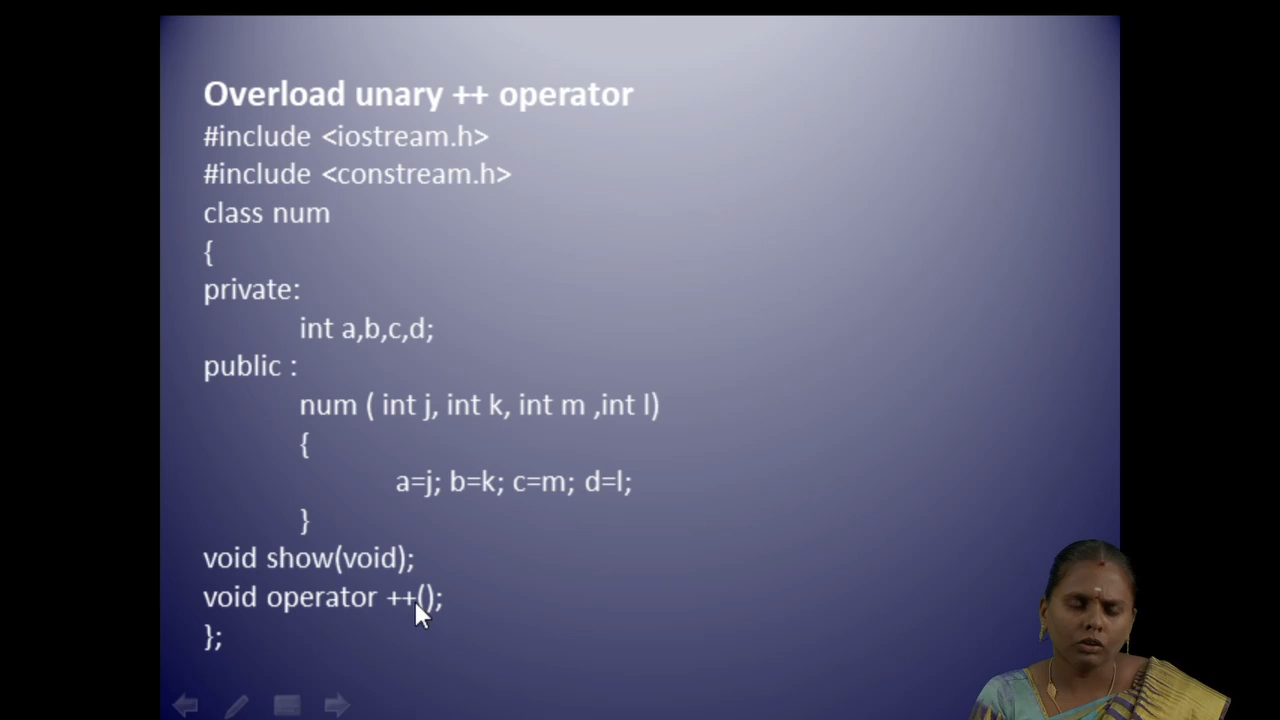 Overload unary ++ operator
#include <iostream.h>
#include <constream.h>
class num
{
private:
int a,b,c,d;
public :
num ( int j, int k, int m ,int l)
{
a=j; b=k; c=m; d=l;
}
void show(void);
void operator ++();
};